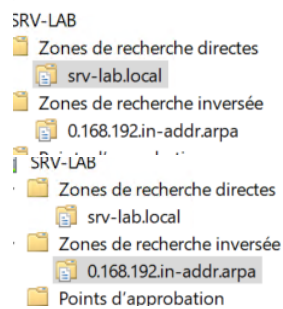 SRV-LAB
Zones de recherche directes
srv-lab.local
Zones de recherche inversée
0.168.192.in-addr.arpa
SRV-LAB
Zones de recherche directes
srv-lab.local
Zones de recherche inversée
0.168.192.in-addr.arpa
Points d'approbation